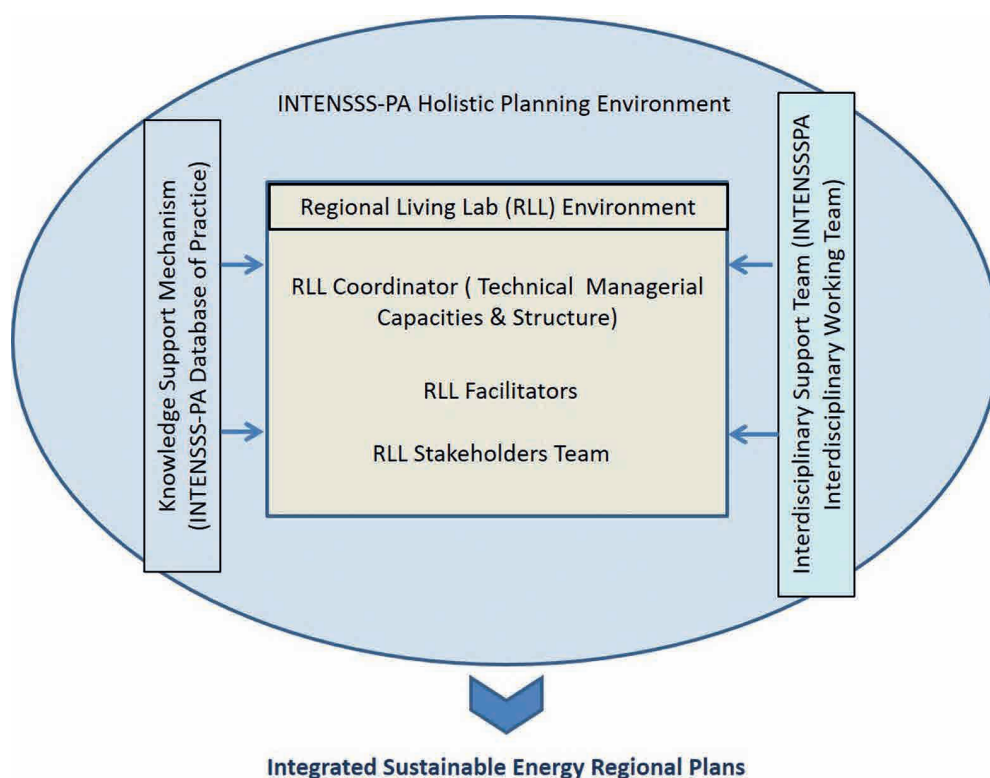 INTENSSS-PA Holistic Planning Environment
Knowledge Support Mechanism
(INTENSSS-PA Database of Practice)
Regional Living Lab (RLL) Environment
RLL Coordinator ( Technical Managerial
Capacities & Structure)
RLL Facilitators
RLL Stakeholders Team
Interdisciplinary Support Team (INTENSSSPA
Interdisciplinary Working Team)
Integrated Sustainable Energy Regional Plans